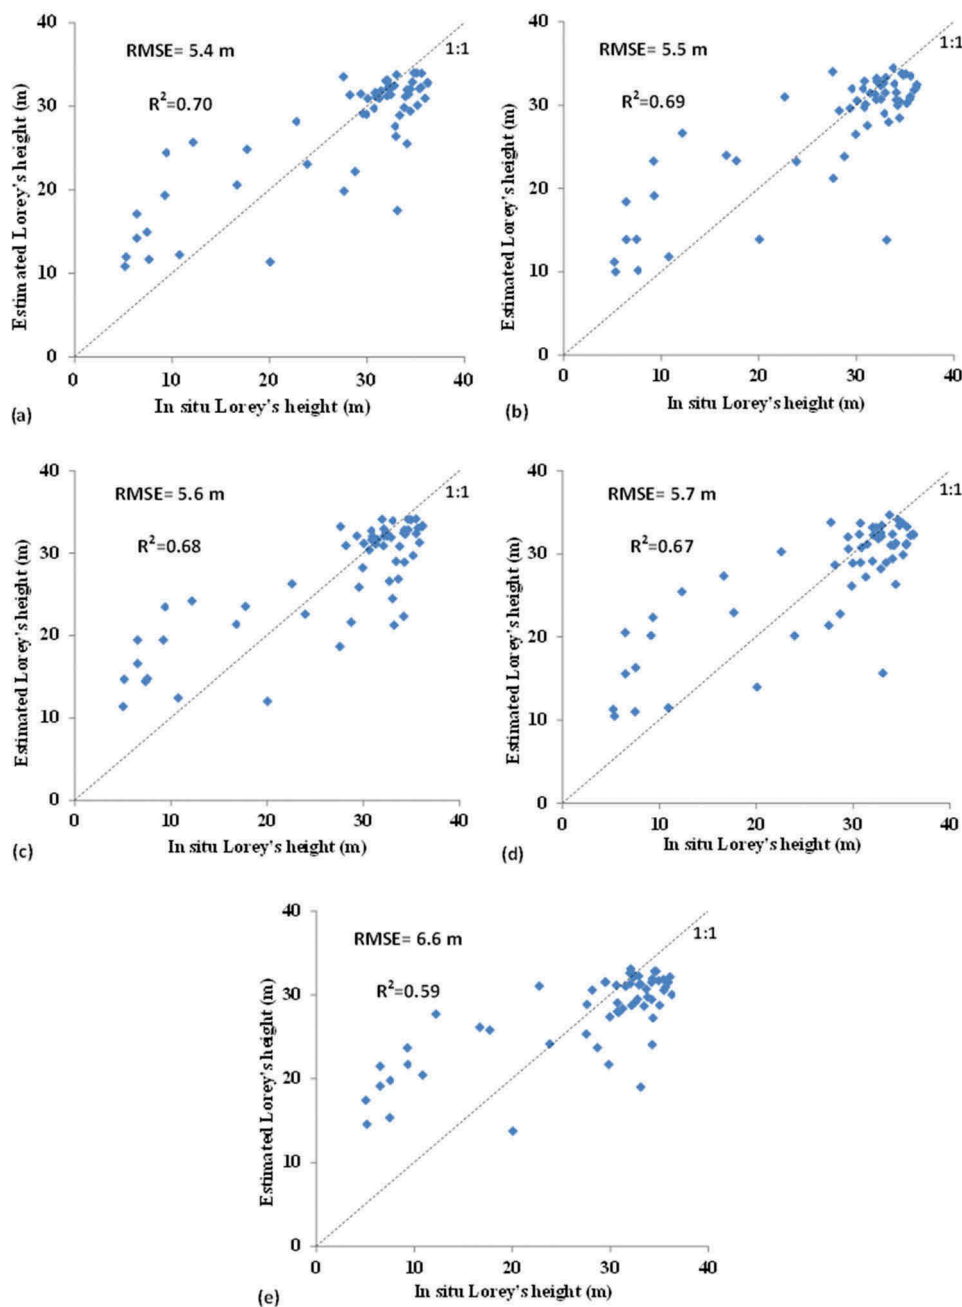 40
RMSE= 5.4 m
1:1
30
R²=0.70
20
10
0
0 10 20 30 40
Estimated Lorey's height (m)
In situ Lorey's height (m)
(a)
40
RMSE= 5.5 m
1:1
30
R²=0.69
20
10
0
0 10 20 30 40
Estimated Lorey's height (m)
In situ Lorey's height (m)
(b)
40
RMSE= 5.6 m
1:1
30
R²=0.68
20
10
0
0 10 20 30 40
Estimated Lorey's height (m)
In situ Lorey's height (m)
(c)
40
RMSE= 5.7 m
1:1
30
R²=0.67
20
10
0
0 10 20 30 40
Estimated Lorey's height (m)
In situ Lorey's height (m)
(d)
40
RMSE= 6.6 m
1:1
30
R²=0.59
20
10
0
0 10 20 30 40
Estimated Lorey's height (m)
In situ Lorey's height (m)
(e)